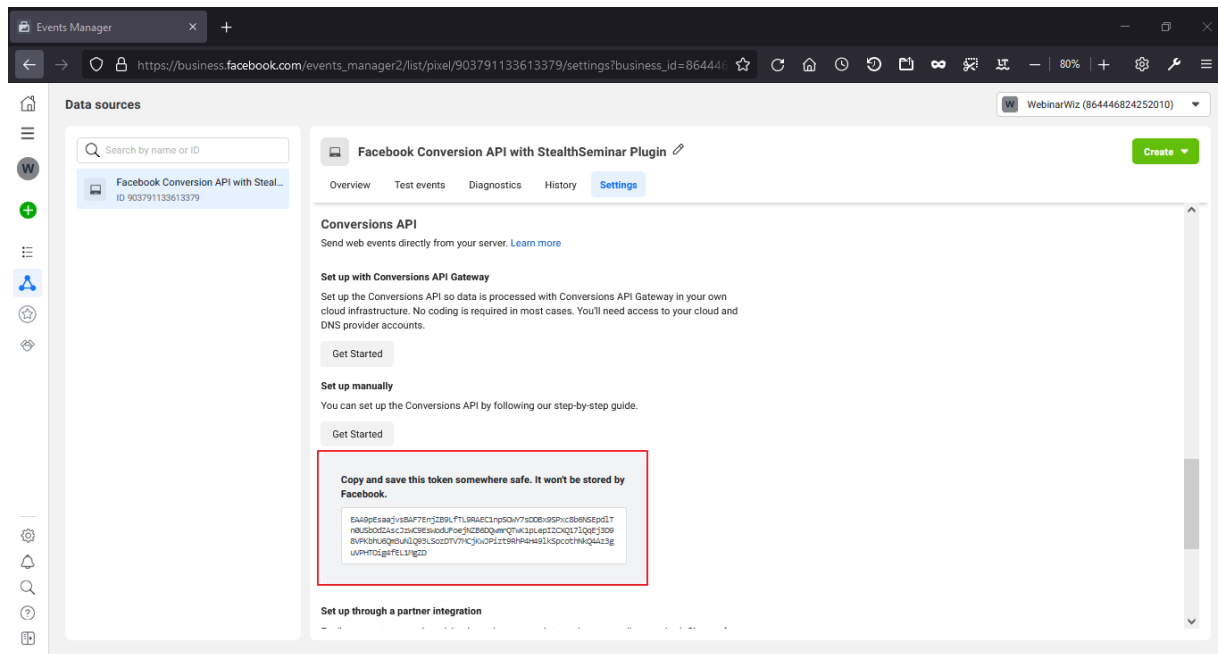 Events Manager
https://business.facebook.com/events_manager2/list/pixel/903791133613379/settings?business_id=86444
80%
Data sources
W WebinarWiz (864446824252010)
Search by name or ID
Facebook Conversion API with Steal...
ID 903791133613379
W
Facebook Conversion API with StealthSeminar Plugin
Create
Overview Test events Diagnostics History Settings
Conversions API
Send web events directly from your server. Learn more
Set up with Conversions API Gateway
Set up the Conversions API so data is processed with Conversions API Gateway in your own
cloud infrastructure. No coding is required in most cases. You'll need access to your cloud and
DNS provider accounts.
Get Started
Set up manually
You can set up the Conversions API by following our step-by-step guide.
Get Started
Copy and save this token somewhere safe. It won't be stored by
Facebook.
Set up through a partner integration